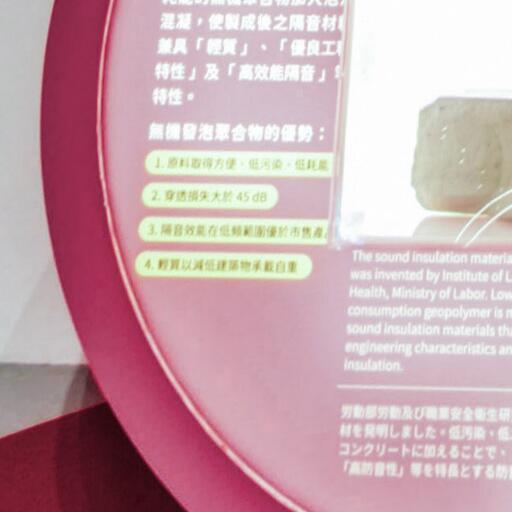 混凝，使製成後之隔音材
兼具「輕質」、「優良工
特性」及「高效能隔音」
特性。
無機發泡聚合物的優勢：
1. 原料取得方便、低污染、低耗能
2. 穿透損失大於 45 dB
3. 隔音效能在低頻範圍優於市售產
4. 輕質以減低建築物承載自重
The sound insulation materia
was invented by Institute of L
Health, Ministry of Labor. Low
consumption geopolymer is m
sound insulation materials tha
engineering characteristics an
insulation.
労動部労動及び職業安全衛生研
材を発明しました。低汚染、低
コンクリートに加えることで、
「高防音性」等を特長とする防